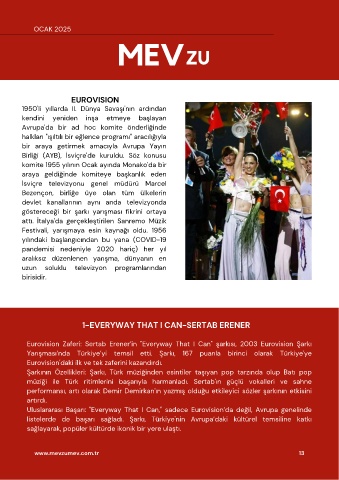 OCAK 2025
MEVZU
EUROVISION
1950'li yıllarda II. Dünya Savaşı'nın ardından
kendini yeniden inşa etmeye başlayan
Avrupa'da bir ad hoc komite önderliğinde
halkları "ışıltılı bir eğlence programı" aracılığıyla
bir araya getirmek amacıyla Avrupa Yayın
Birliği (AYB), İsviçre'de kuruldu. Söz konusu
komite 1955 yılının Ocak ayında Monako'da bir
araya geldiğinde komiteye başkanlık eden
İsviçre televizyonu genel müdürü Marcel
Bezençon, birliğe üye olan tüm ülkelerin
devlet kanallarının aynı anda televizyonda
göstereceği bir şarkı yarışması fikrini ortaya
attı. İtalya'da gerçekleştirilen Sanremo Müzik
Festivali, yarışmaya esin kaynağı oldu. 1956
yılındaki başlangıcından bu yana (COVID-19
pandemisi nedeniyle 2020 hariç) her yıl
aralıksız düzenlenen yarışma, dünyanın en
uzun soluklu televizyon programlarından
birisidir.
1-EVERYWAY THAT I CAN-SERTAB ERENER
Eurovision Zaferi: Sertab Erener'in "Everyway That I Can" şarkısı, 2003 Eurovision Şarkı
Yarışması'nda Türkiye'yi temsil etti. Şarkı, 167 puanla birinci olarak Türkiye'ye
Eurovision'daki ilk ve tek zaferini kazandırdı.
Şarkının Özellikleri: Şarkı, Türk müziğinden esintiler taşıyan pop tarzında olup Batı pop
müziği ile Türk ritimlerini başarıyla harmanladı. Sertab'ın güçlü vokalleri ve sahne
performansı, artı olarak Demir Demirkan'ın yazmış olduğu etkileyici sözler şarkının etkisini
artırdı.
Uluslararası Başarı: "Everyway That I Can," sadece Eurovision'da değil, Avrupa genelinde
listelerde de başarı sağladı. Şarkı, Türkiye'nin Avrupa'daki kültürel temsiline katkı
sağlayarak, popüler kültürde ikonik bir yere ulaştı.
www.mevzumev.com.tr
13